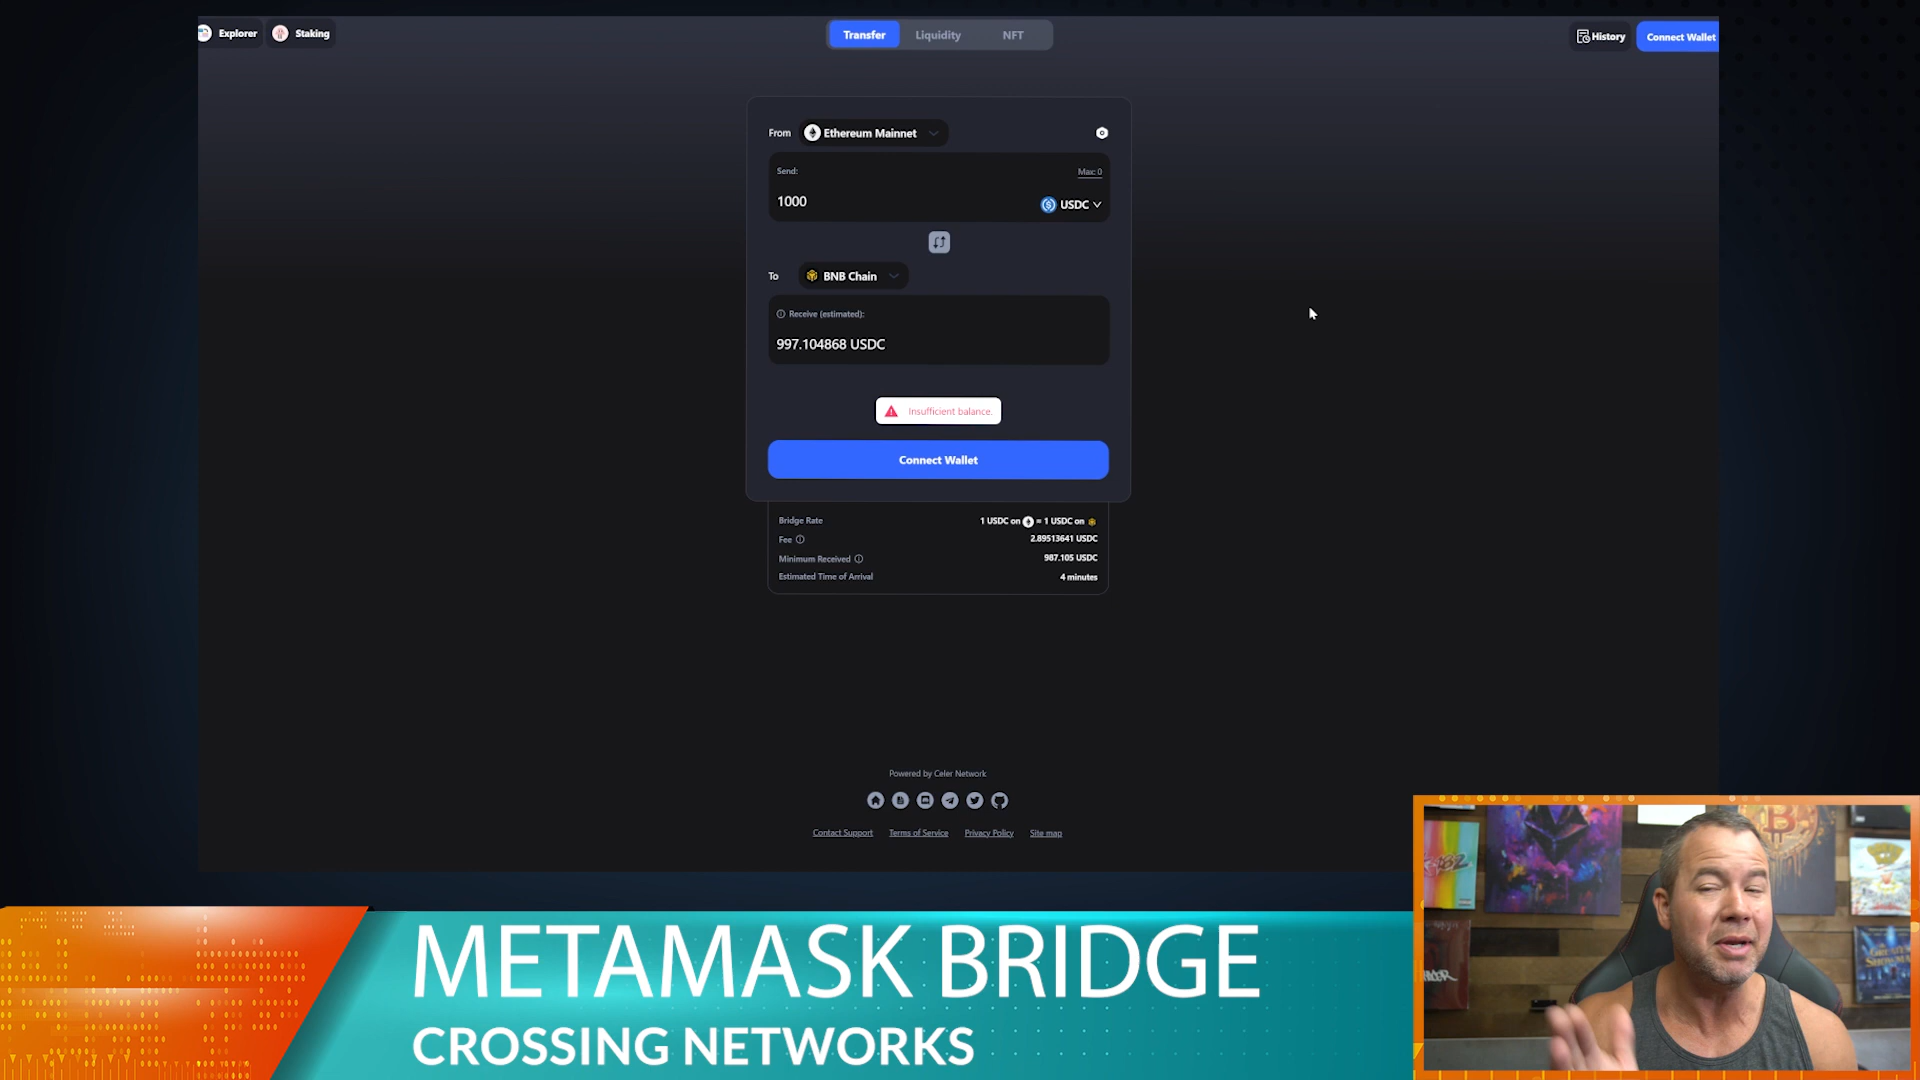 Explorer
Staking
Transfer
Liquidity
NFT
History
Connect Wallet
From
Ethereum Mainnet
Send:
Max: 0
1000
USDC
To
BNB Chain
Receive (estimated):
997.104868 USDC
Insufficient balance.
Connect Wallet
Bridge Rate
1 USDC on = 1 USDC on
Fee
2.89513641 USDC
Minimum Received
987.105 USDC
Estimated Time of Arrival
4 minutes
Powered by Celer Network
Contact Support
Terms of Service
Privacy Policy
Site map
METAMASK BRIDGE
CROSSING NETWORKS